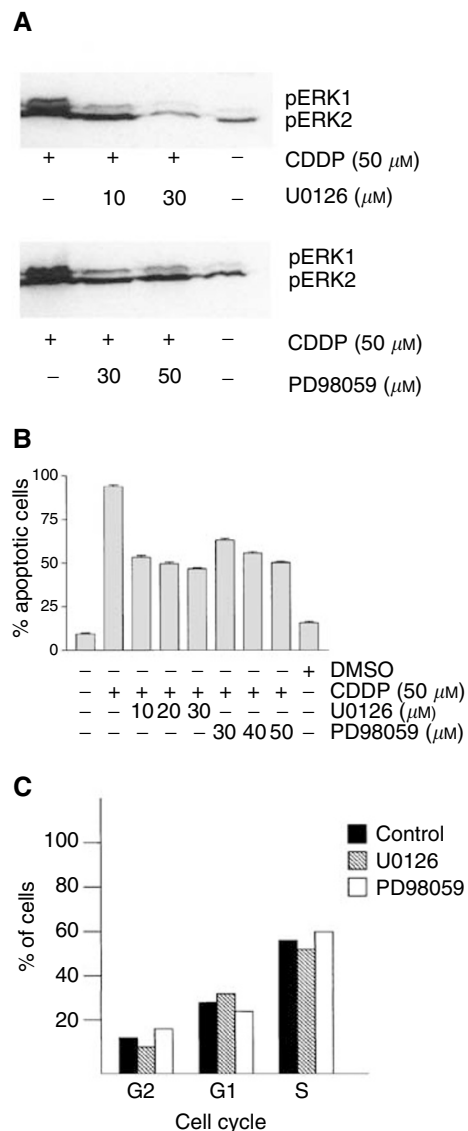 A
pERK1
pERK2
+ + + – CDDP (50 μM)
– 10 30 – U0126 (μM)
pERK1
pERK2
+ + + – CDDP (50 μM)
– 30 50 – PD98059 (μM)
B
% apoptotic cells
100
75
50
25
0
– – – – – – – – + DMSO
– + + + + + + + – CDDP (50 μM)
– – 10 20 30 – – – – U0126 (μM)
– – – – – 30 40 50 – PD98059 (μM)
C
% of cells
100
80
60
40
20
Control
U0126
PD98059
G2 G1 S
Cell cycle